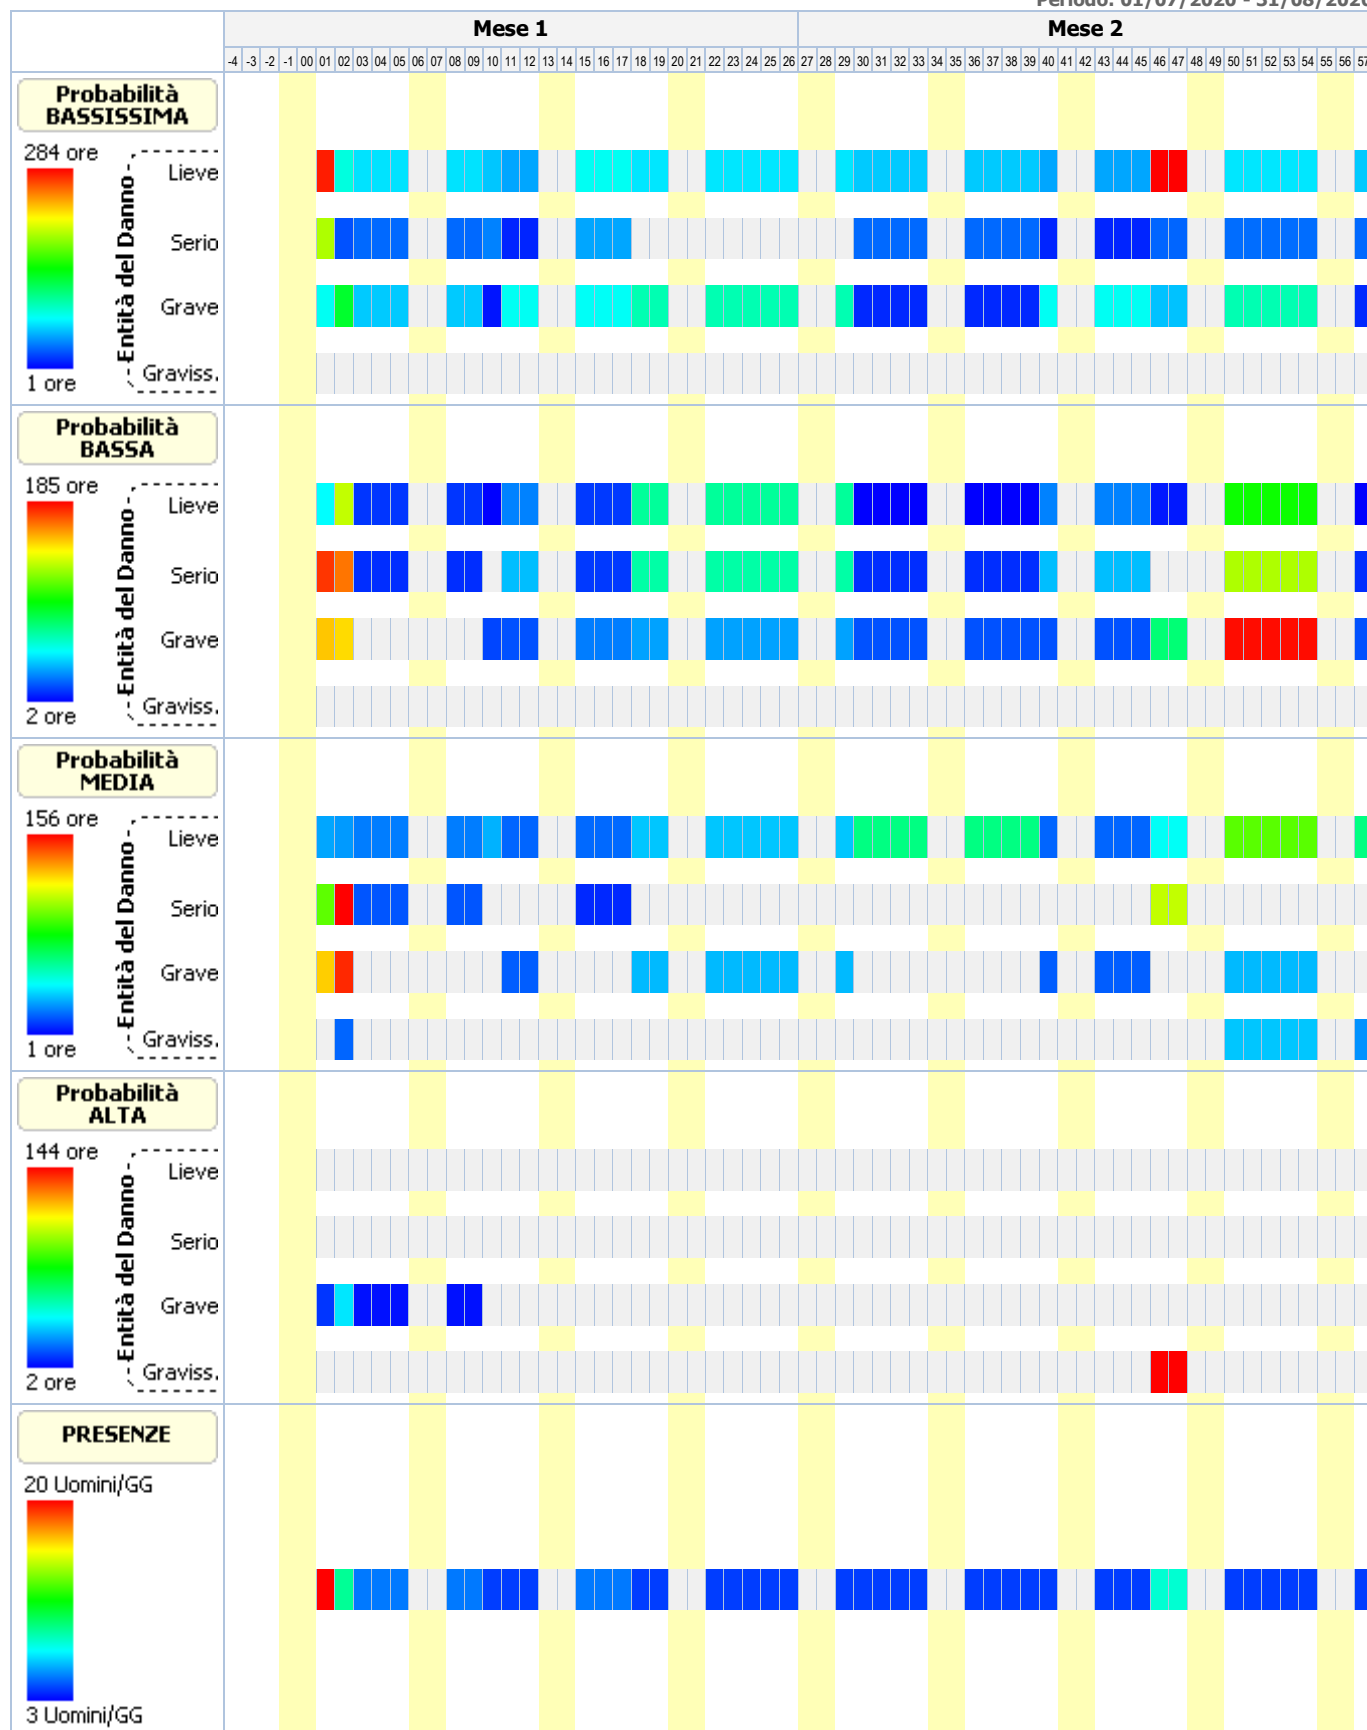 Periodo: 01/07/2020 - 31/08/2020
Mese 1 Mese 2
-4 -3 -2 -1 00 01 02 03 04 05 06 07 08 09 10 11 12 13 14 15 16 17 18 19 20 21 22 23 24 25 26 27 28 29 30 31 32 33 34 35 36 37 38 39 40 41 42 43 44 45 46 47 48 49 50 51 52 53 54 55 56 57
Probabilità
BASSISSIMA
284 ore
1 ore
Entità del Danno
Lieve
Serio
Grave
Graviss.
Probabilità
BASSA
185 ore
2 ore
Entità del Danno
Lieve
Serio
Grave
Graviss.
Probabilità
MEDIA
156 ore
1 ore
Entità del Danno
Lieve
Serio
Grave
Graviss.
Probabilità
ALTA
144 ore
2 ore
Entità del Danno
Lieve
Serio
Grave
Graviss.
PRESENZE
20 Uomini/GG
3 Uomini/GG